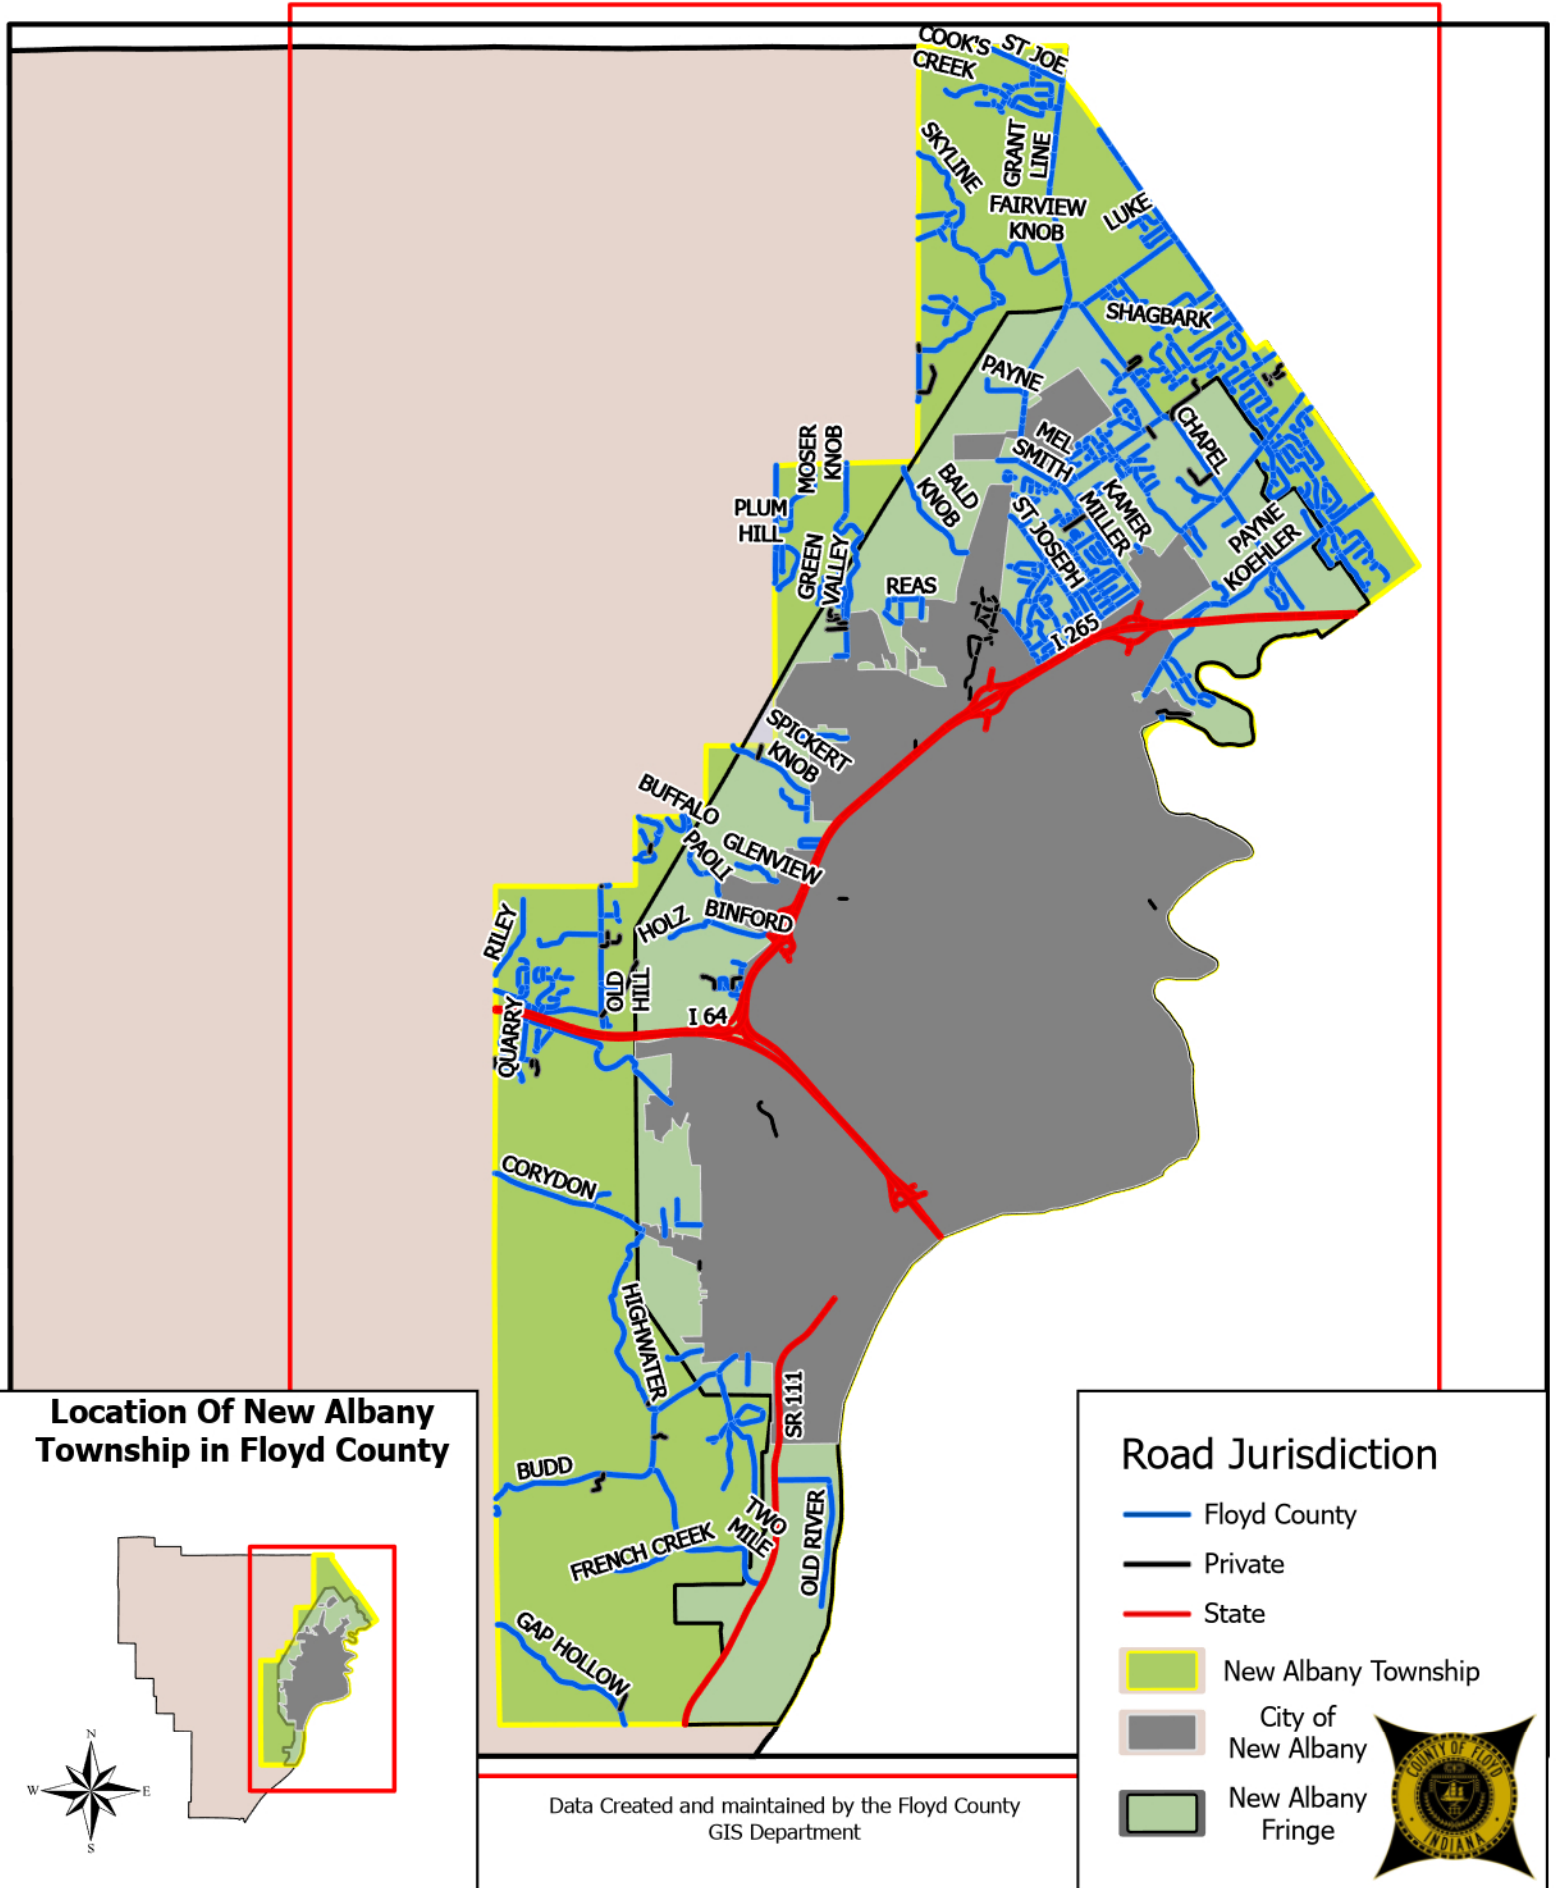 COOK'S
CREEK
ST JOE
SKYLINE
GRANT
LINE
FAIRVIEW
KNOB
LUKE
SHAGBARK
PAYNE
CHAPEL
MEL
SMITH
MOSER
KNOB
BALD
KNOB
PLUM
HILL
KAMER
MILLER
ST JOSEPH
PAYNE
KOEHLER
GREEN
VALLEY
REAS
I 265
SPICKERT
KNOB
BUFFALO
PAOLI
GLENVIEW
RILEY
HOLZ
BINFORD
OLD
HILL
I 64
QUARRY
CORYDON
HIGHWATER
SR 111
BUDD
TWO
MILE
OLD RIVER
FRENCH CREEK
GAP HOLLOW
Location Of New Albany
Township in Floyd County
N
W
E
S
Data Created and maintained by the Floyd County
GIS Department
Road Jurisdiction
Floyd County
Private
State
New Albany Township
City of
New Albany
New Albany
Fringe
COUNTY OF FLOYD
INDIANA